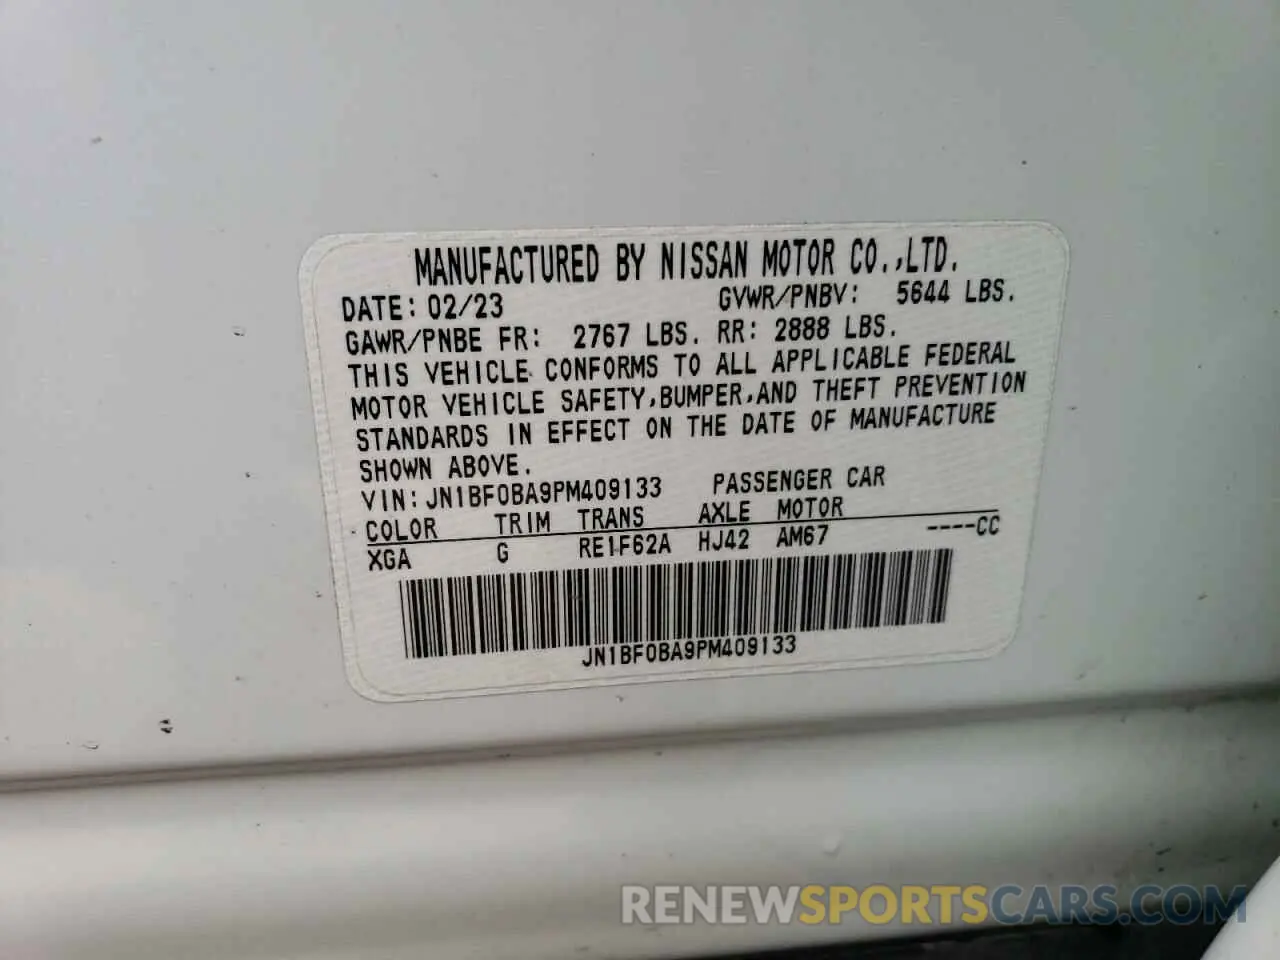 MANUFACTURED BY NISSAN MOTOR CO.,LTD.
DATE: 02/23 GVWR/PNBV: 5644 LBS.
GAWR/PNBE FR: 2767 LBS. RR: 2888 LBS.
THIS VEHICLE CONFORMS TO ALL APPLICABLE FEDERAL
MOTOR VEHICLE SAFETY,BUMPER,AND THEFT PREVENTION
STANDARDS IN EFFECT ON THE DATE OF MANUFACTURE
SHOWN ABOVE.
VIN: JN1BF0BA9PM409133 PASSENGER CAR
COLOR TRIM TRANS AXLE MOTOR
XGA G RE1F62A HJ42 AM67 ----CC
JN1BF0BA9PM409133
RENEWSPORTSCARS.COM